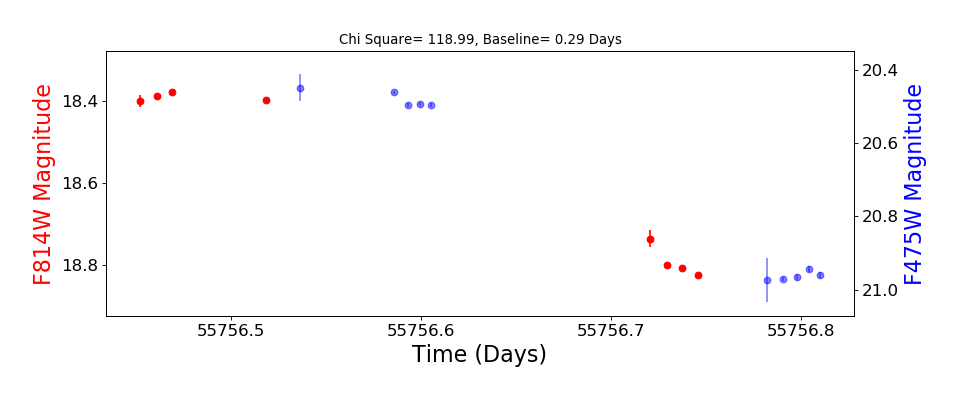 Chi Square= 118.99, Baseline= 0.29 Days
F814W Magnitude
18.4
18.6
18.8
20.4
20.6
20.8
21.0
F475W Magnitude
55756.5 55756.6 55756.7 55756.8
Time (Days)